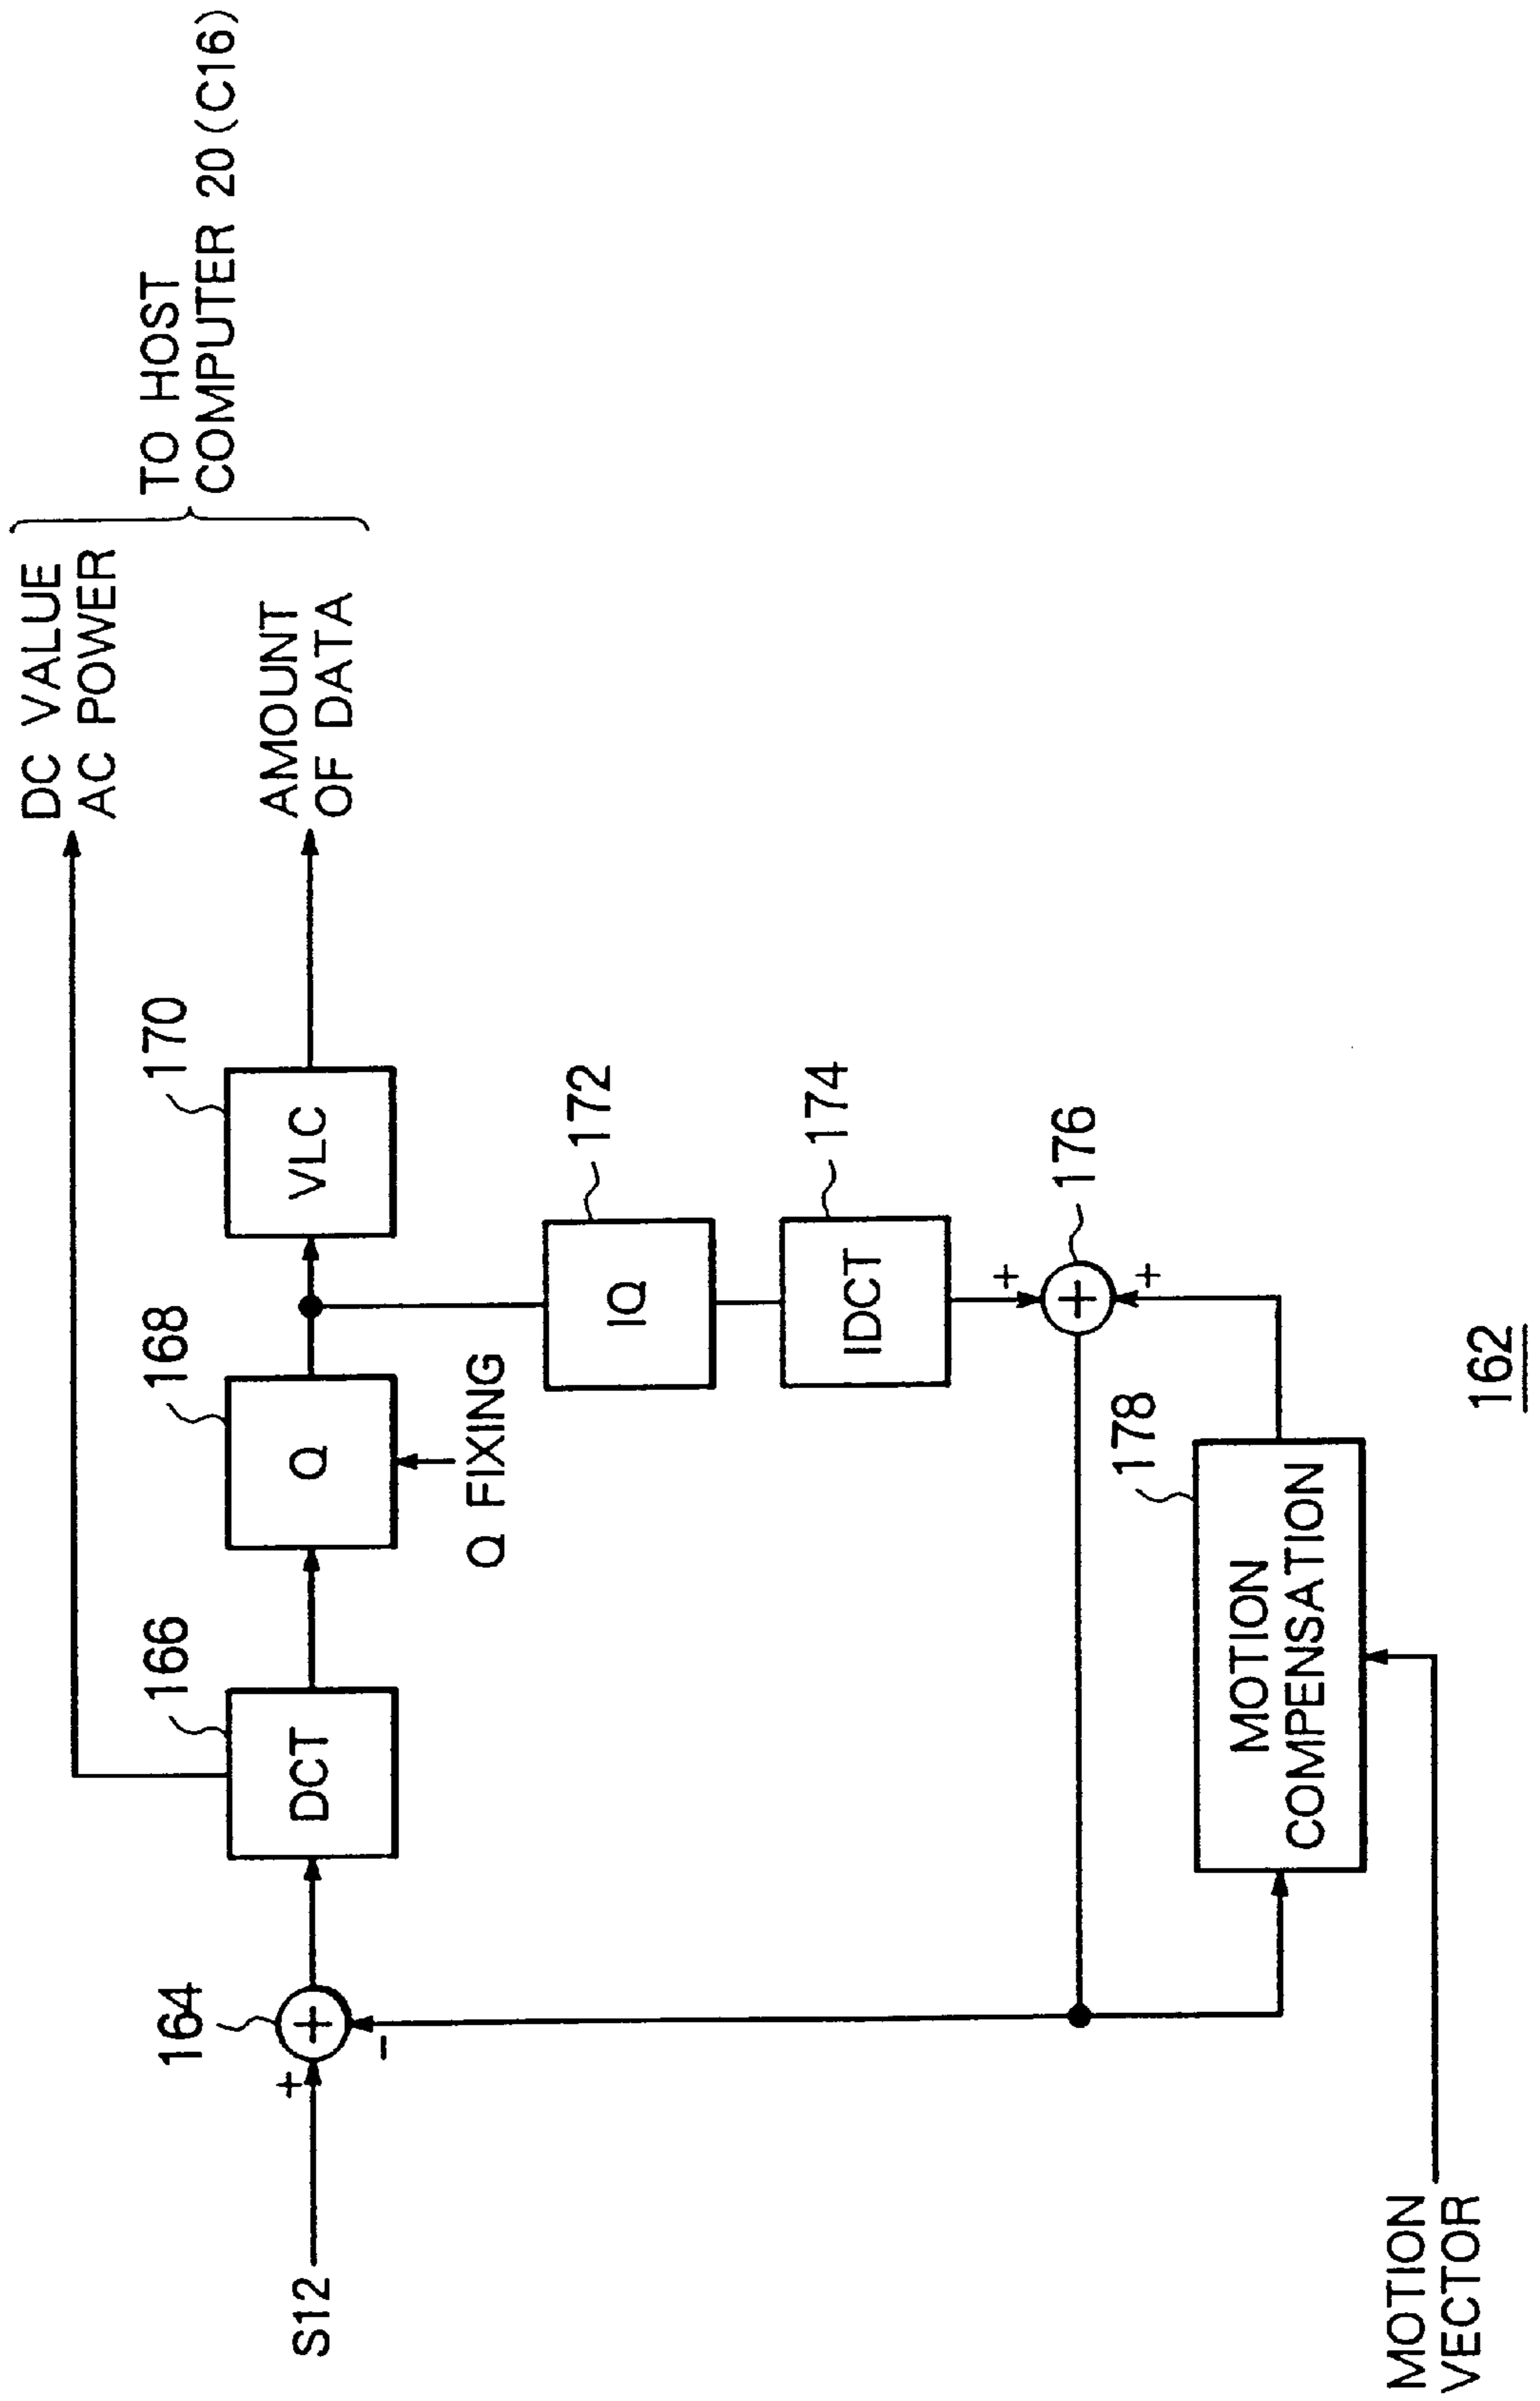 DC VALUE
AC POWER
TO HOST
COMPUTER 20(C16)
AMOUNT
OF DATA
164
166
168
170
S12
+
+
−
DCT
Q
VLC
Q FIXING
172
IQ
174
IDCT
176
+
+
+
178
MOTION
COMPENSATION
MOTION
VECTOR
162